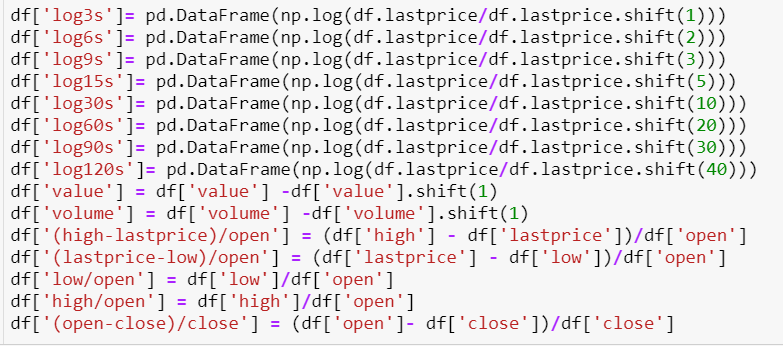 df['log3s']= pd.DataFrame(np.log(df.lastprice/df.lastprice.shift(1)))
df['log6s']= pd.DataFrame(np.log(df.lastprice/df.lastprice.shift(2)))
df['log9s']= pd.DataFrame(np.log(df.lastprice/df.lastprice.shift(3)))
df['log15s']= pd.DataFrame(np.log(df.lastprice/df.lastprice.shift(5)))
df['log30s']= pd.DataFrame(np.log(df.lastprice/df.lastprice.shift(10)))
df['log60s']= pd.DataFrame(np.log(df.lastprice/df.lastprice.shift(20)))
df['log90s']= pd.DataFrame(np.log(df.lastprice/df.lastprice.shift(30)))
df['log120s']= pd.DataFrame(np.log(df.lastprice/df.lastprice.shift(40)))
df['value'] = df['value'] -df['value'].shift(1)
df['volume'] = df['volume'] -df['volume'].shift(1)
df['(high-lastprice)/open'] = (df['high'] - df['lastprice'])/df['open']
df['(lastprice-low)/open'] = (df['lastprice'] - df['low'])/df['open']
df['low/open'] = df['low']/df['open']
df['high/open'] = df['high']/df['open']
df['(open-close)/close'] = (df['open']- df['close'])/df['close']